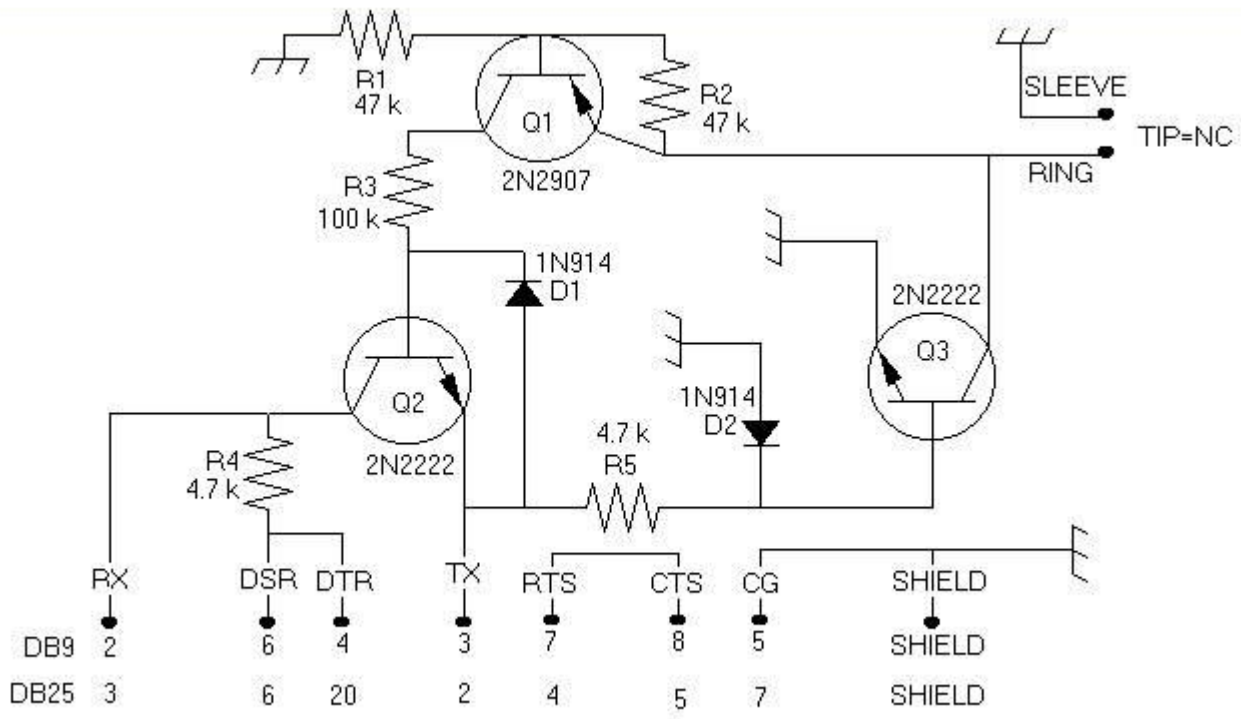 R1
47 k
Q1
2N2907
R2
47 k
SLEEVE
TIP=NC
RING
R3
100 k
1N914
D1
2N2222
Q3
Q2
2N2222
1N914
D2
4.7 k
R5
R4
4.7 k
RX DSR DTR TX RTS CTS CG SHIELD
DB9 2 6 4 3 7 8 5 SHIELD
DB25 3 6 20 2 4 5 7 SHIELD